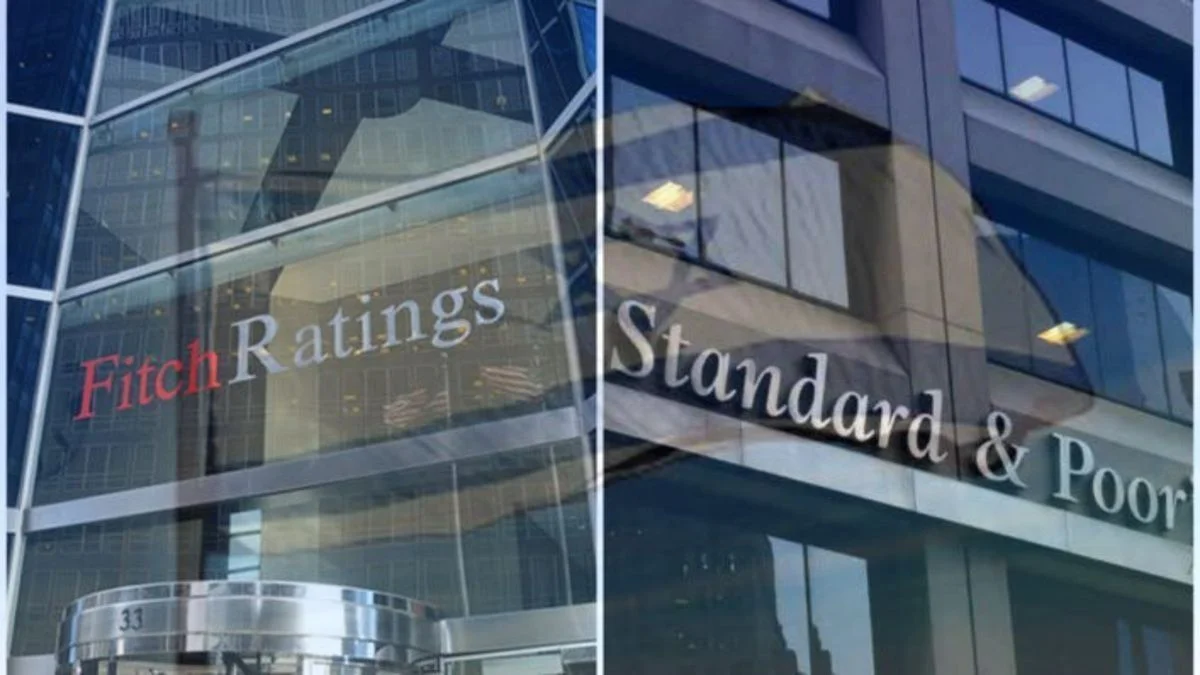 FitchRatings
33
Standard & Poor'